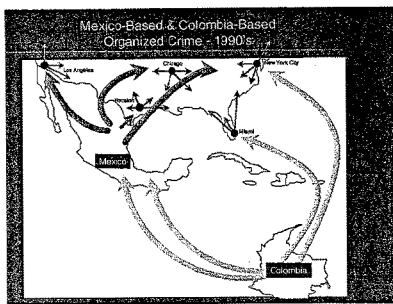 Mexico-Based & Colombia-Based
Organized Crime - 1990's
Chicago
New York City
Los Angeles
Houston
Miami
Mexico
Colombia